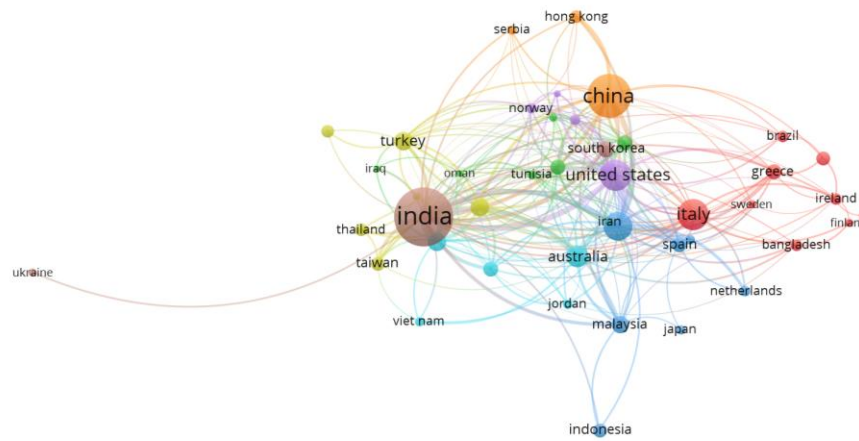 hong kong
serbia
china
norway
turkey
south korea
brazil
iraq
oman
tunisia
united states
greece
sweden
ireland
india
italy
iran
finlan
thailand
spain
bangladesh
taiwan
australia
ukraine
netherlands
jordan
viet nam
malaysia
japan
indonesia